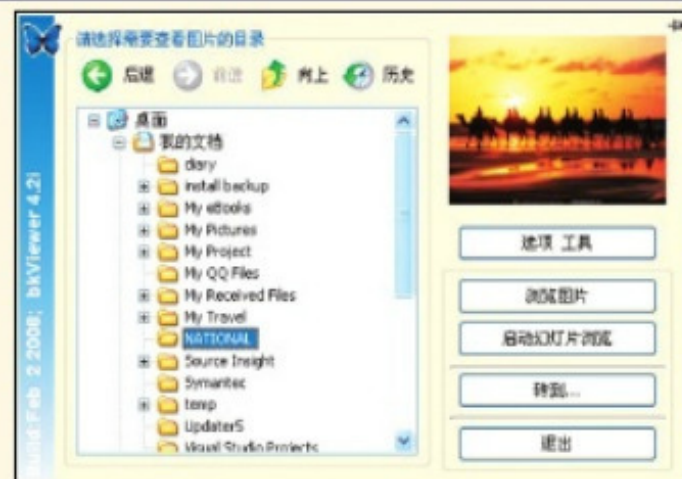 请选择需要查看图片的目录
后退 前进 向上 历史
桌面
我的文档
diary
install backup
My eBooks
My Pictures
My Project
My QQ Files
My Received Files
My Travel
NATIONAL
Source Insight
Symantec
temp
Updater5
Visual Studio Projects
选项 工具
浏览图片
启动幻灯片浏览
转到...
退出
Build Feb 2 2008; bkViewer 4.2i